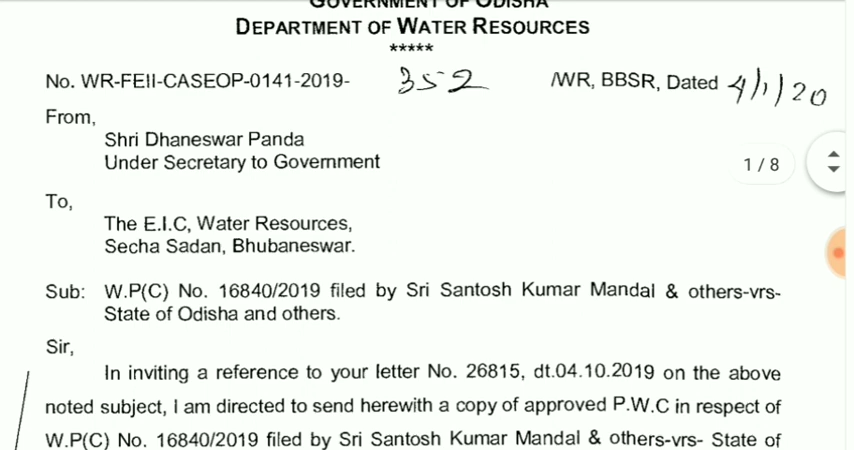 GOVERNMENT OF ODISHA
DEPARTMENT OF WATER RESOURCES
*****
No. WR-FEII-CASEOP-0141-2019- 352 /WR, BBSR, Dated 4/1/20
From,
Shri Dhaneswar Panda
Under Secretary to Government
1 / 8
To,
The E.I.C, Water Resources,
Secha Sadan, Bhubaneswar.
Sub: W.P(C) No. 16840/2019 filed by Sri Santosh Kumar Mandal & others-vrs-
State of Odisha and others.
Sir,
In inviting a reference to your letter No. 26815, dt.04.10.2019 on the above
noted subject, I am directed to send herewith a copy of approved P.W.C in respect of
W.P(C) No. 16840/2019 filed by Sri Santosh Kumar Mandal & others-vrs- State of